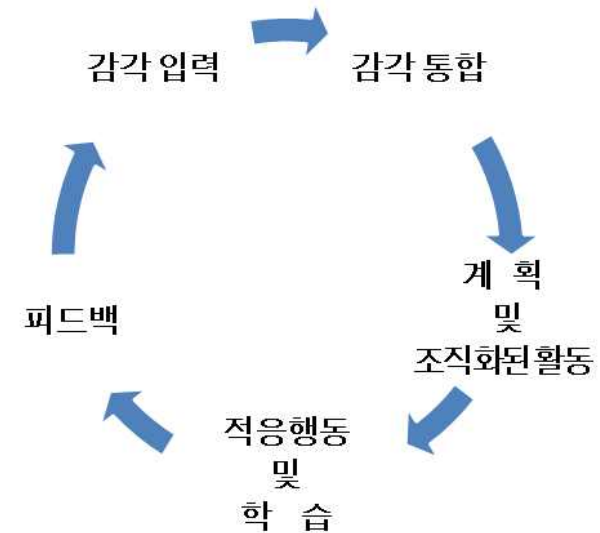 감각 입력
감각 통합
계 획
및
조직화된 활동
적응행동
및
학 습
피드백